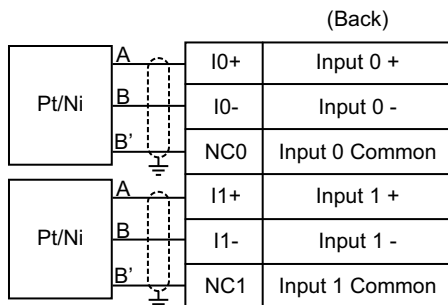 (Back)
A I0+ Input 0 +
Pt/Ni B I0- Input 0 -
B’ NC0 Input 0 Common
A I1+ Input 1 +
Pt/Ni B I1- Input 1 -
B’ NC1 Input 1 Common